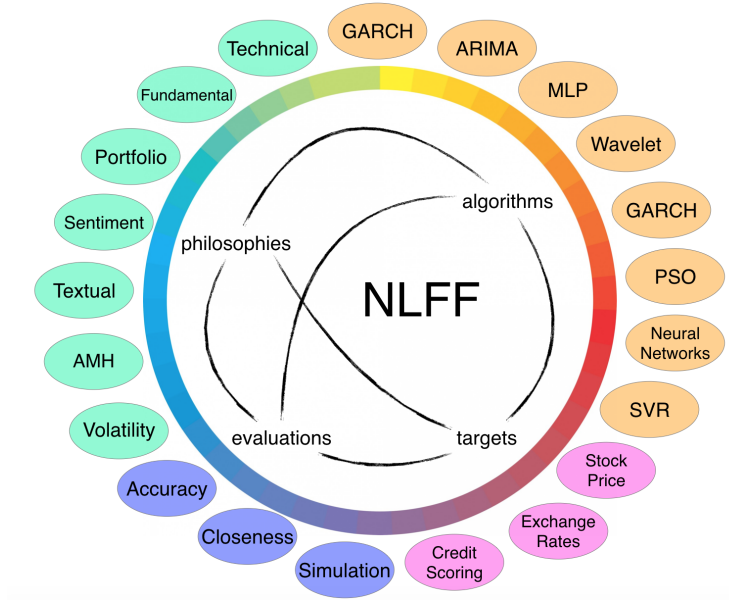 GARCH
Technical
ARIMA
Fundamental
MLP
Portfolio
Wavelet
Sentiment
GARCH
algorithms
philosophies
Textual
NLFF
PSO
AMH
Neural
Networks
Volatility
SVR
evaluations
targets
Accuracy
Stock
Price
Closeness
Exchange
Rates
Simulation
Credit
Scoring